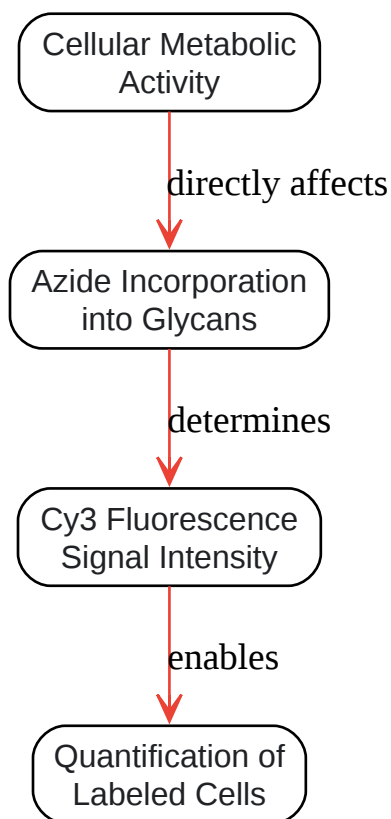 Cellular Metabolic
Activity
directly affects
Azide Incorporation
into Glycans
determines
Cy3 Fluorescence
Signal Intensity
enables
Quantification of
Labeled Cells